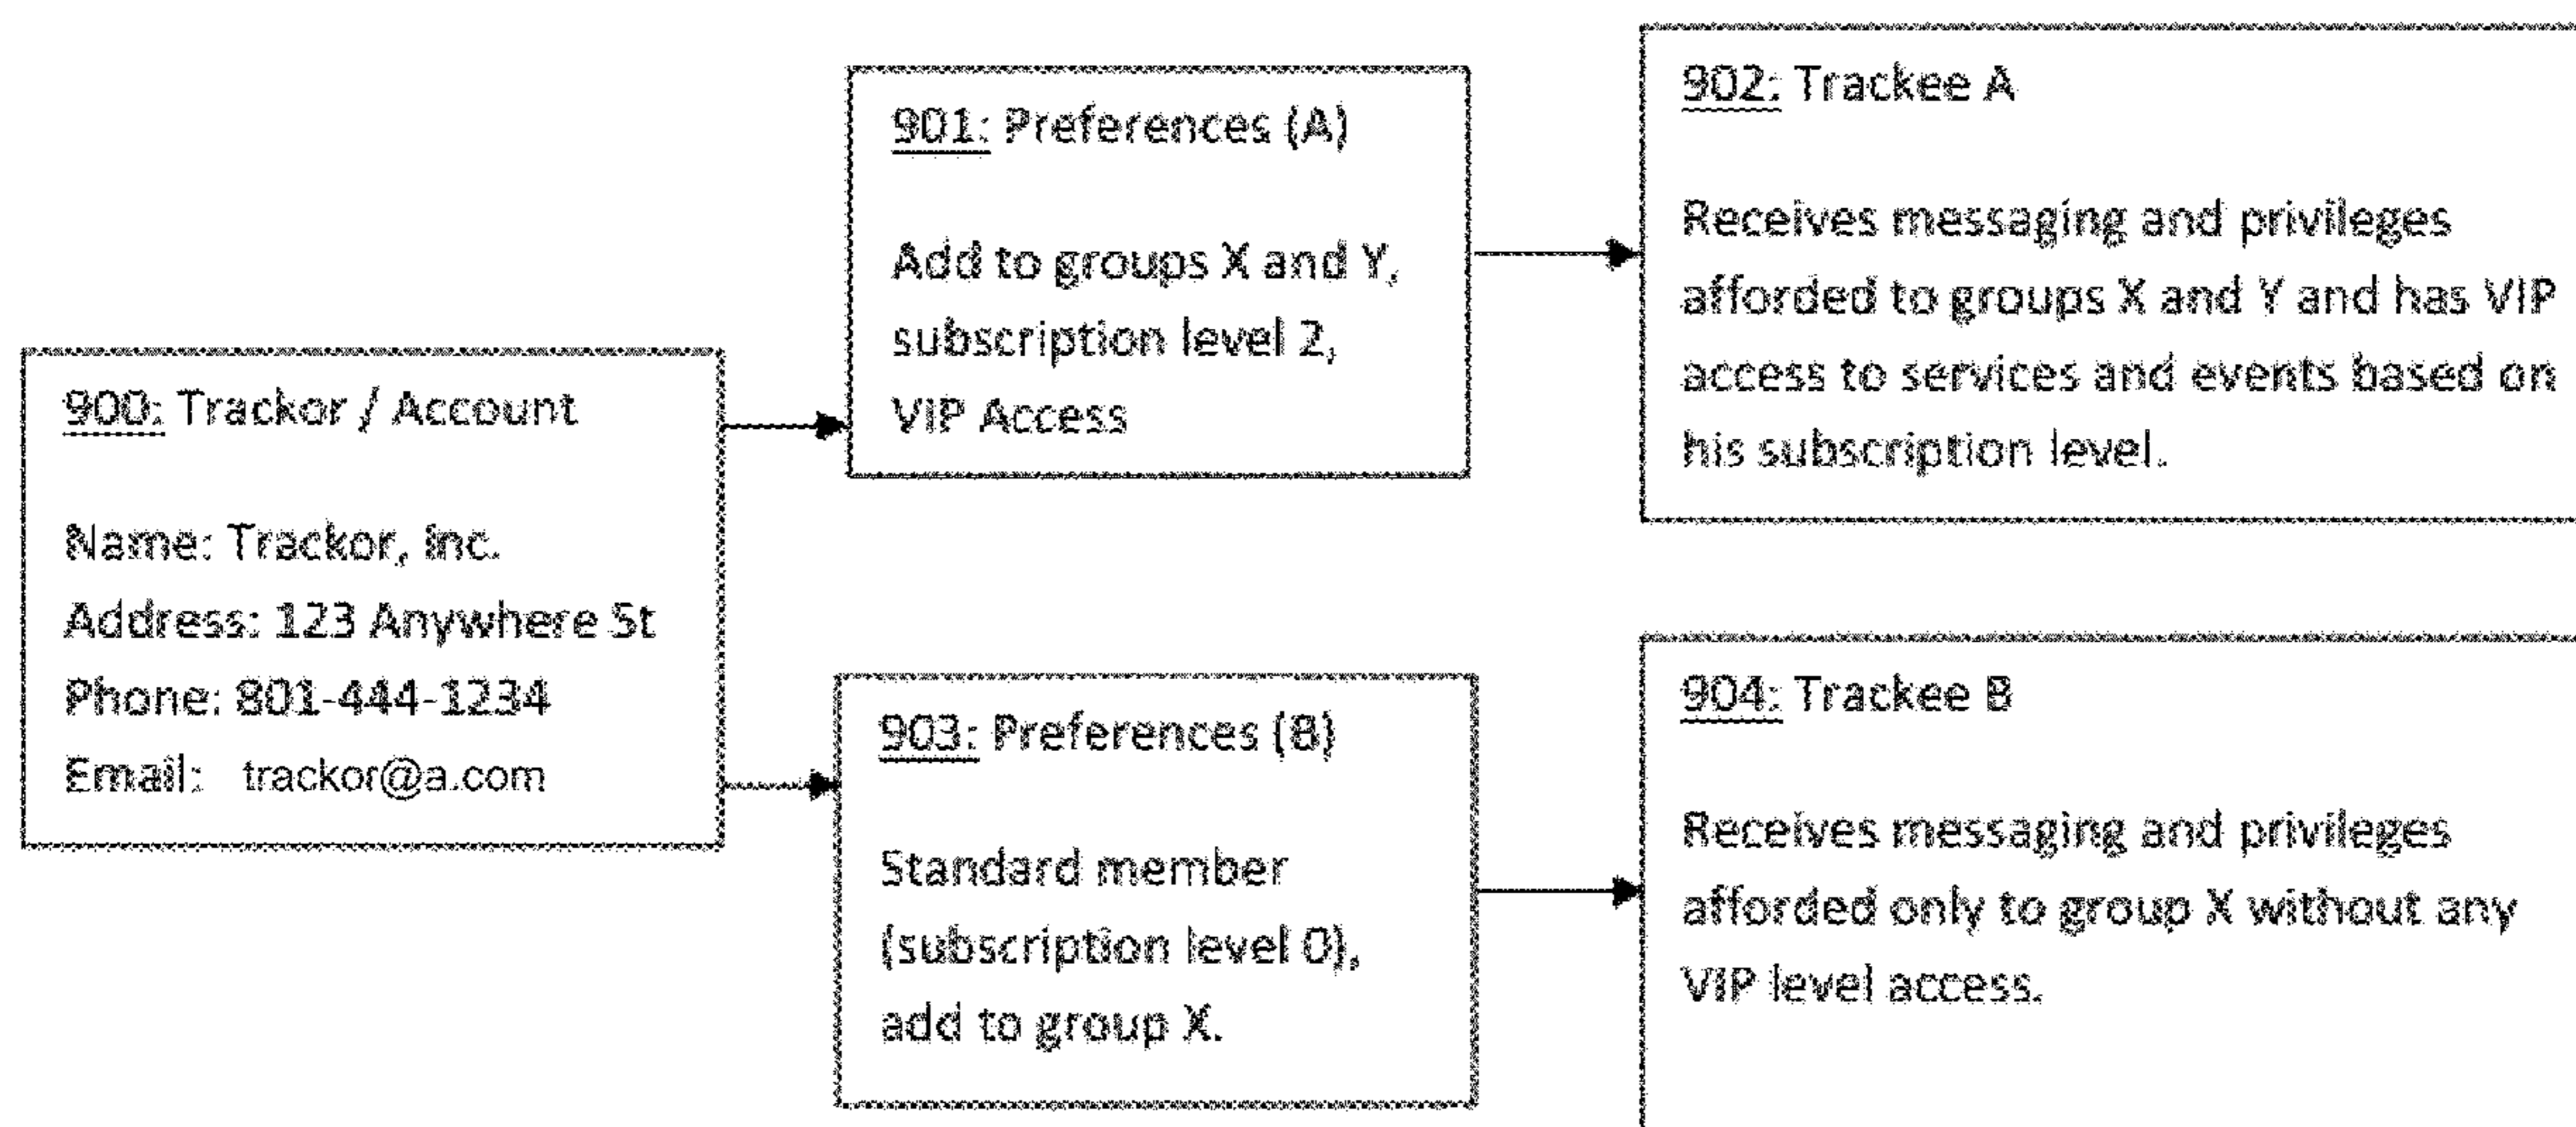 900: Trackor / Account
Name: Trackor, Inc.
Address: 123 Anywhere St
Phone: 801-444-1234
Email: trackor@a.com
901: Preferences (A)
Add to groups X and Y,
subscription level 2,
VIP Access
902: Trackee A
Receives messaging and privileges
afforded to groups X and Y and has VIP
access to services and events based on
his subscription level.
903: Preferences (B)
Standard member
(subscription level 0),
add to group X.
904: Trackee B
Receives messaging and privileges
afforded only to group X without any
VIP level access.